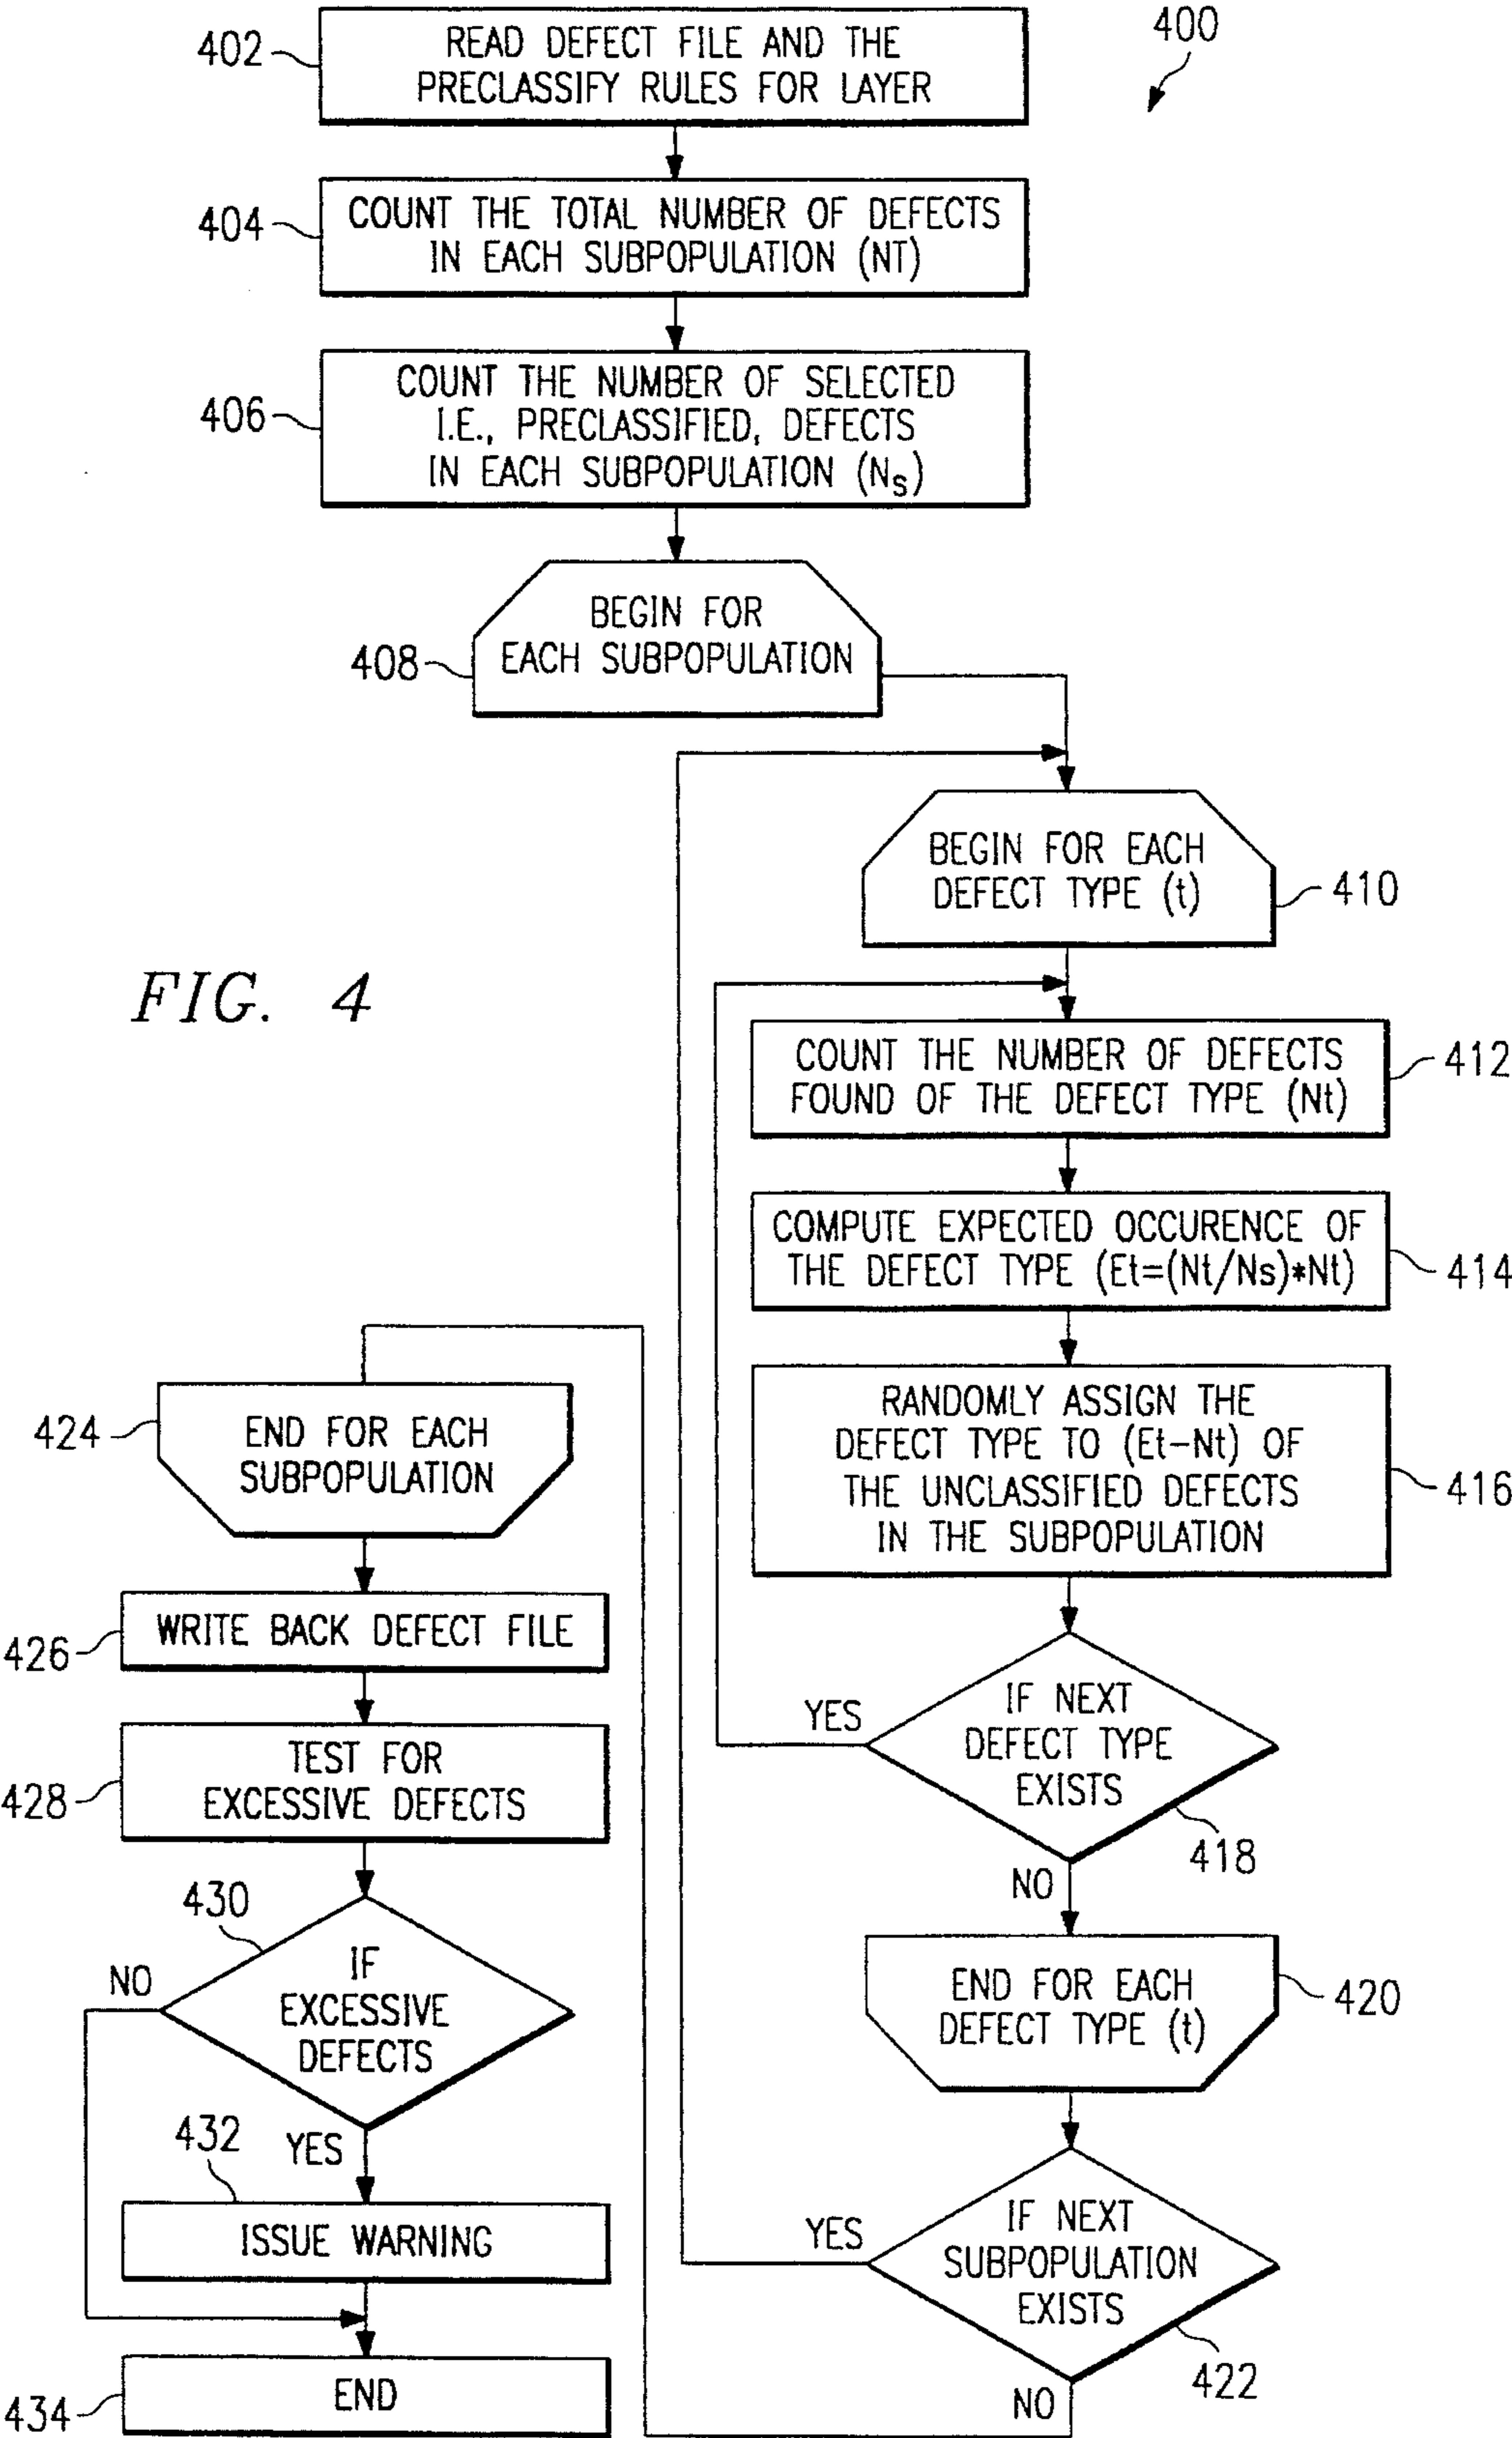 400
402
READ DEFECT FILE AND THE
PRECLASSIFY RULES FOR LAYER
404
COUNT THE TOTAL NUMBER OF DEFECTS
IN EACH SUBPOPULATION (NT)
406
COUNT THE NUMBER OF SELECTED
I.E., PRECLASSIFIED, DEFECTS
IN EACH SUBPOPULATION (Ns)
408
BEGIN FOR
EACH SUBPOPULATION
BEGIN FOR EACH
DEFECT TYPE (t)
410
FIG. 4
COUNT THE NUMBER OF DEFECTS
FOUND OF THE DEFECT TYPE (Nt)
412
COMPUTE EXPECTED OCCURENCE OF
THE DEFECT TYPE (Et=(Nt/Ns)*Nt)
414
RANDOMLY ASSIGN THE
DEFECT TYPE TO (Et-Nt) OF
THE UNCLASSIFIED DEFECTS
IN THE SUBPOPULATION
416
IF NEXT
DEFECT TYPE
EXISTS
YES
418
NO
END FOR EACH
DEFECT TYPE (t)
420
IF NEXT
SUBPOPULATION
EXISTS
YES
422
NO
424
END FOR EACH
SUBPOPULATION
426
WRITE BACK DEFECT FILE
428
TEST FOR
EXCESSIVE DEFECTS
430
IF
EXCESSIVE
DEFECTS
NO
YES
432
ISSUE WARNING
434
END